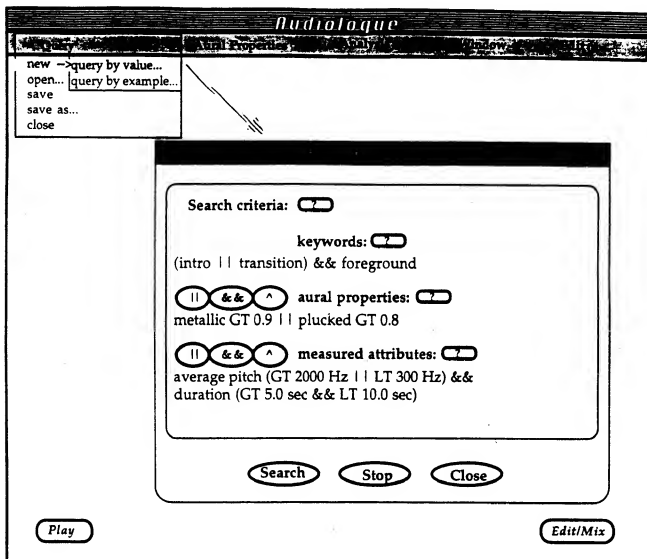 Audiologue
Aural Properties
new ->query by value...
open... query by example...
save
save as...
close
Search criteria: ?
keywords: ?
(intro || transition) && foreground
|| && ^ aural properties: ?
metallic GT 0.9 || plucked GT 0.8
|| && ^ measured attributes: ?
average pitch (GT 2000 Hz || LT 300 Hz) &&
duration (GT 5.0 sec && LT 10.0 sec)
Search Stop Close
Play Edit/Mix